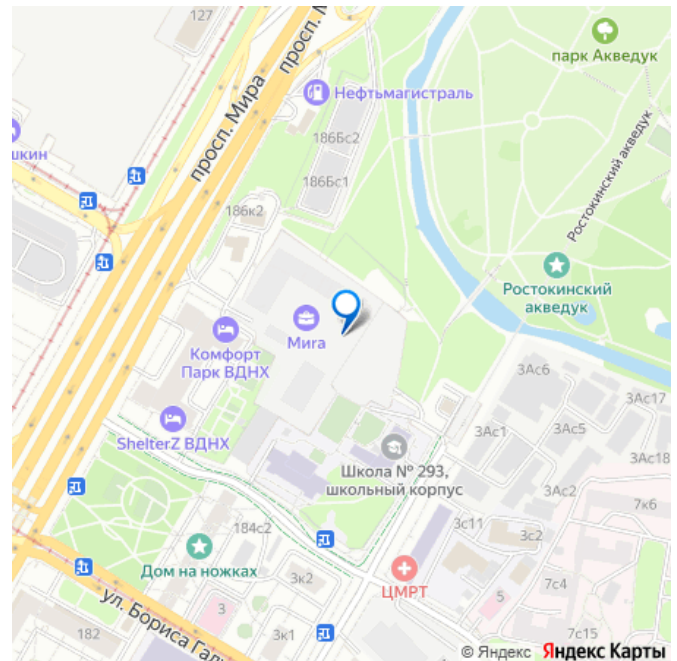 127
просп. М
парк Акведук
Нефтьмагистраль
просп. Мира
186Бс2
шкин
186Бс1
186к2
Ростокинский акведук
Ростокинский
акведук
Мира
Комфорт
Парк ВДНХ
3Ас6
3Ас17
3Ас1
3Ас5
ShelterZ ВДНХ
Школа № 293,
школьный корпус
3Ас18
3Ас2
7к6
184с2
3с11
3с2
Дом на ножках
3к2
ЦМРТ
7с4
5
3
ул. Бориса Гал
182
3к1
7с15
© Яндекс Яндекс Карты